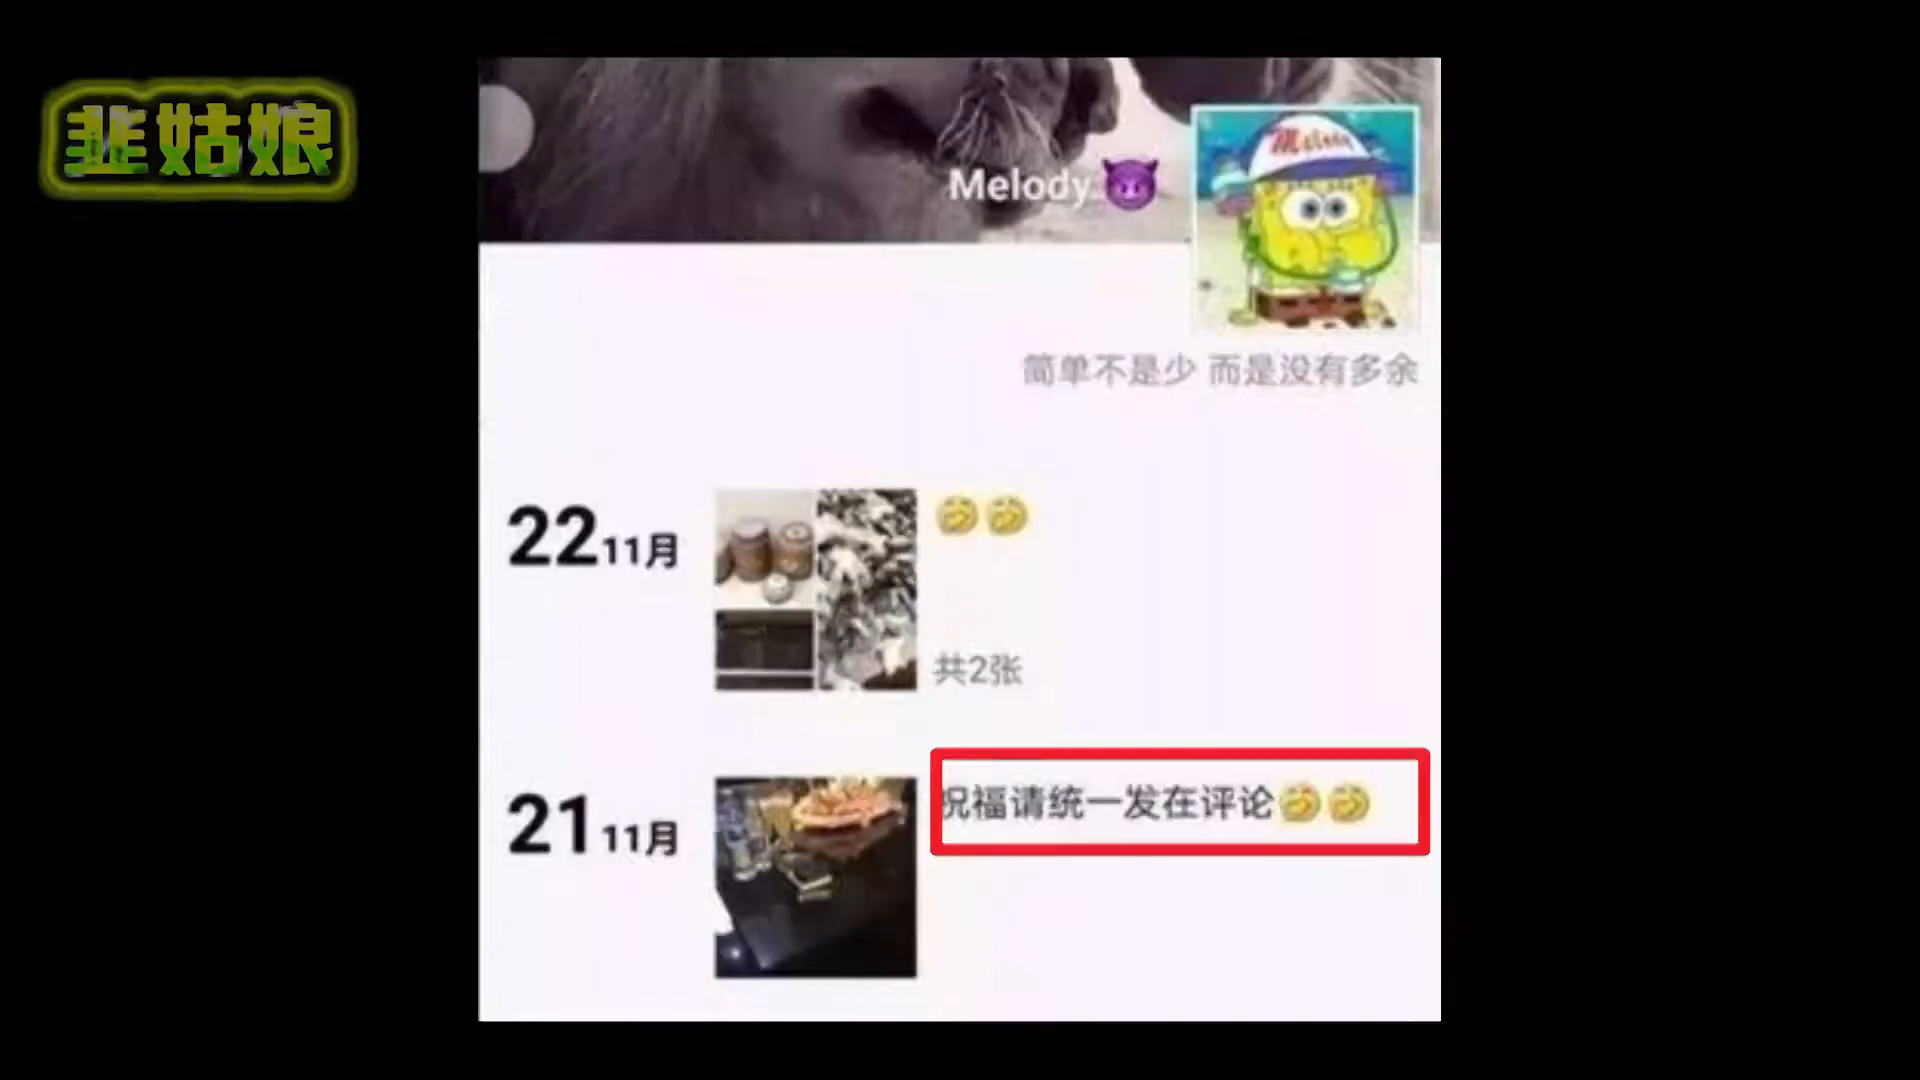 韭姑娘
Melody 😈
Melody
简单不是少 而是没有多余
22 11月
共2张
21 11月
祝福请统一发在评论